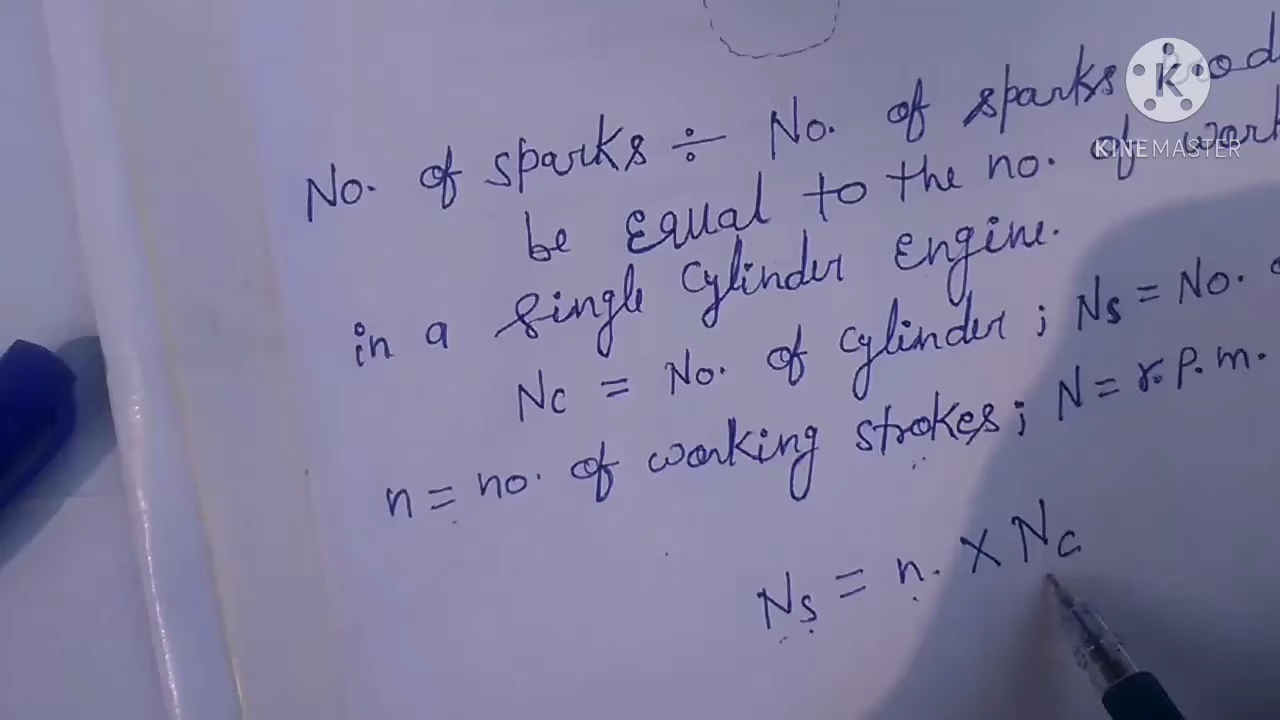 No. of sparks ÷ No. of sparks
be Equal to the no. of
in a single cylinder Engine.
Nc = No. of cylinder ; Ns = No.
n = no. of working strokes ; N = r.p.m.
Ns = n. × Nc
K
KINEMASTER